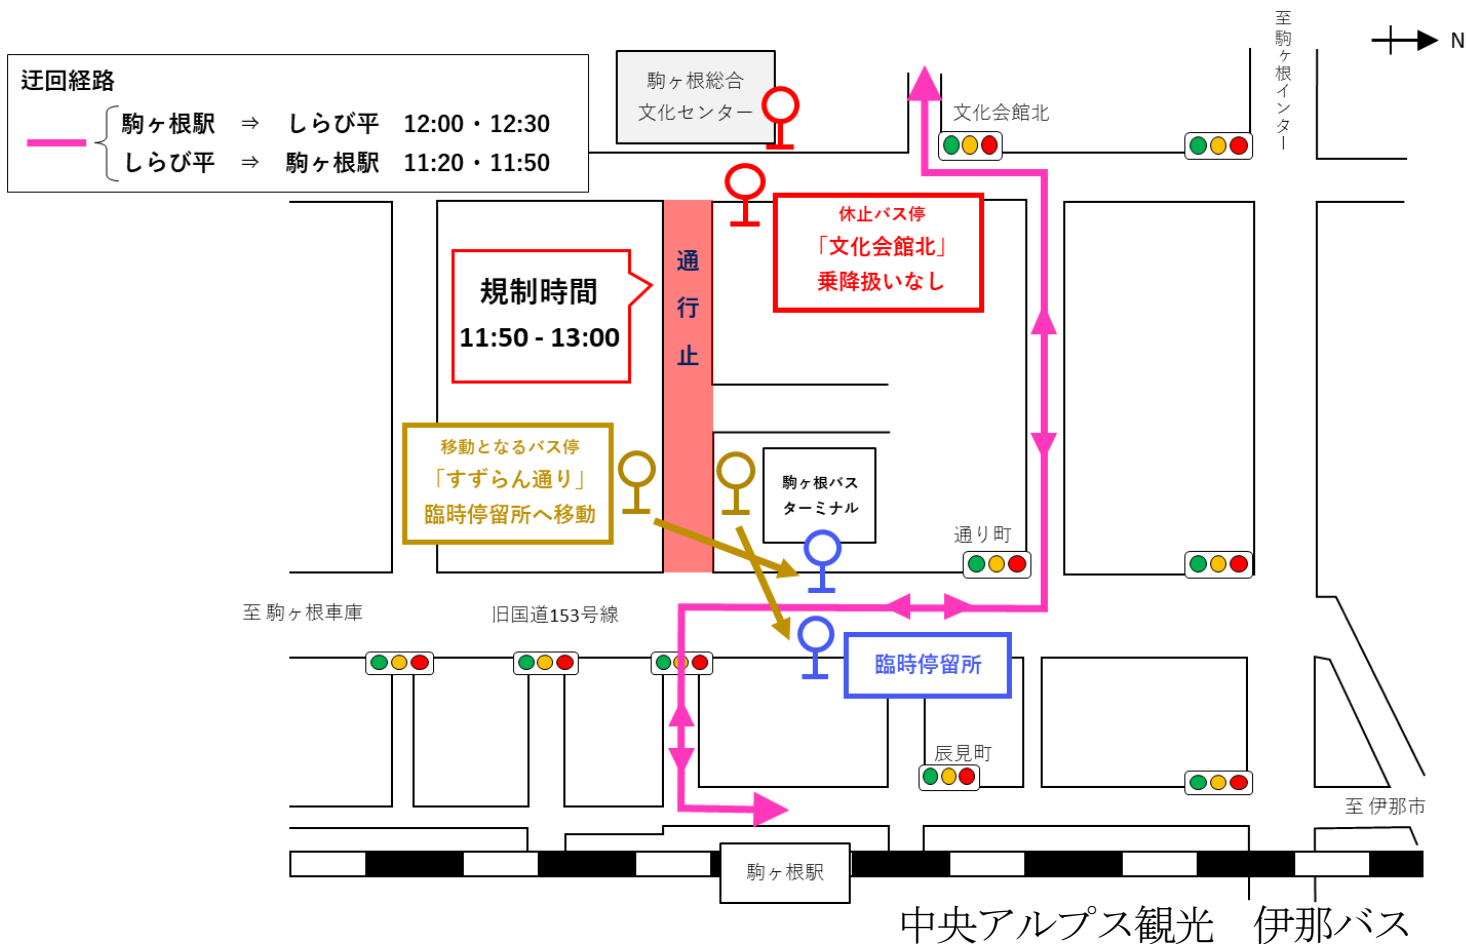 至駒ヶ根インター
N
迂回経路
駒ヶ根駅 ⇒ しらび平 12:00・12:30
しらび平 ⇒ 駒ヶ根駅 11:20・11:50
駒ヶ根総合
文化センター
文化会館北
休止バス停
「文化会館北」
乗降扱いなし
通行止
規制時間
11:50 - 13:00
移動となるバス停
「すずらん通り」
臨時停留所へ移動
駒ヶ根バス
ターミナル
通り町
至 駒ヶ根車庫
旧国道153号線
臨時停留所
辰見町
至 伊那市
駒ヶ根駅
中央アルプス観光 伊那バス